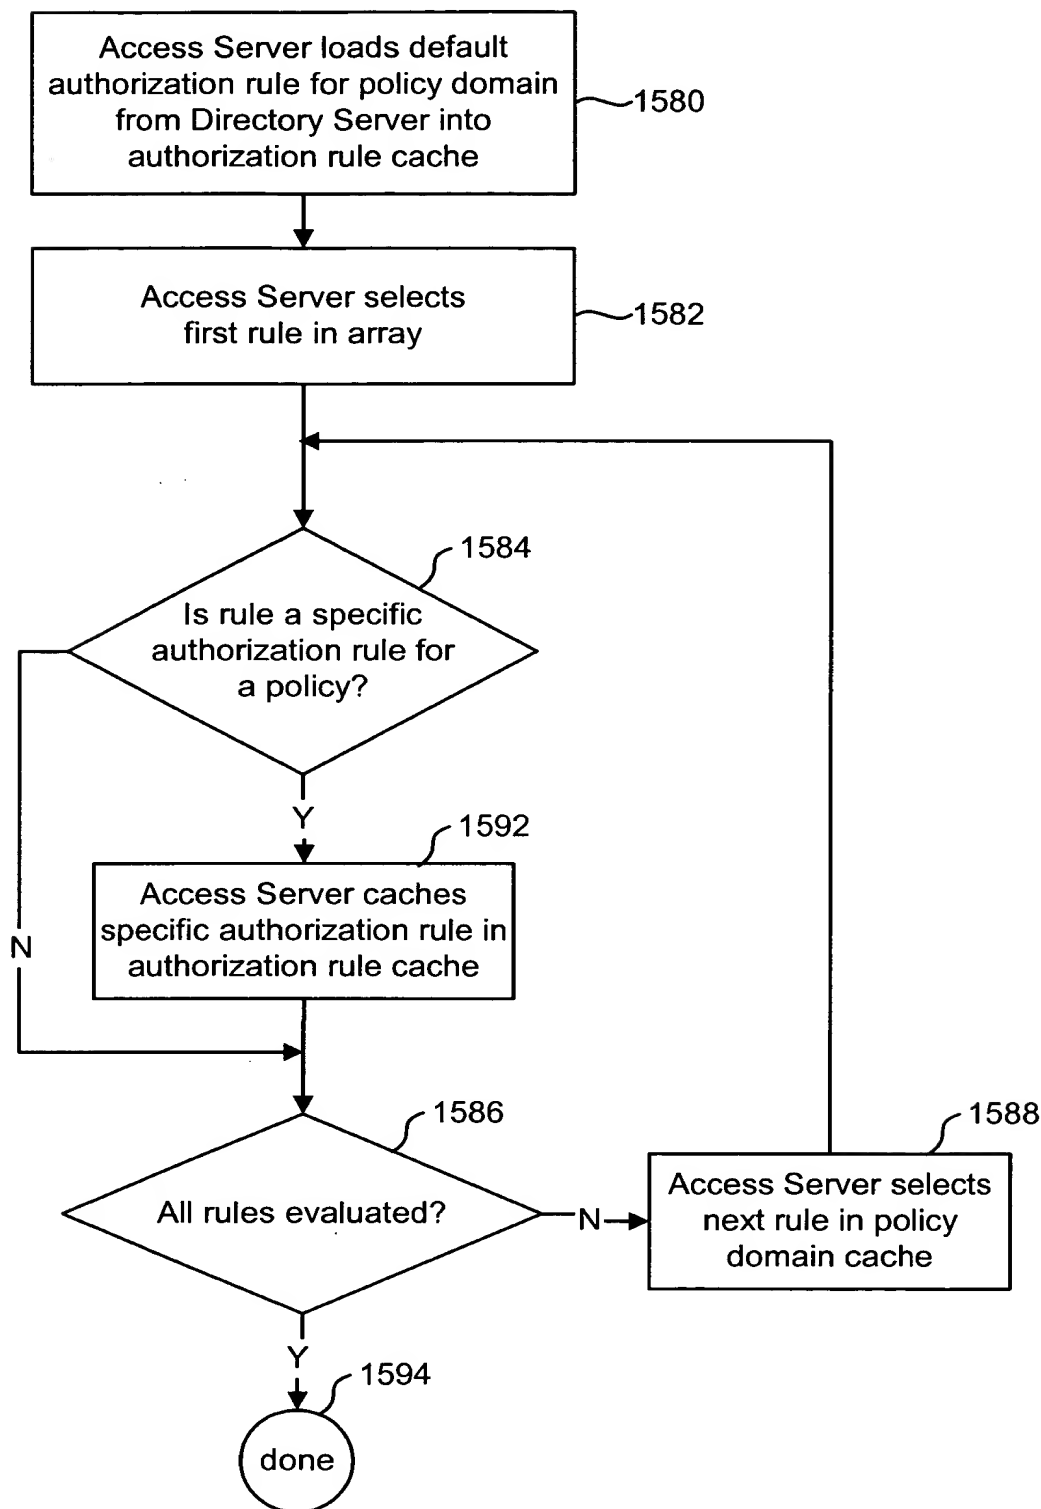 Access Server loads default
authorization rule for policy domain
from Directory Server into
authorization rule cache
1580
Access Server selects
first rule in array
1582
1584
Is rule a specific
authorization rule for
a policy?
Y
1592
Access Server caches
specific authorization rule in
authorization rule cache
N
1586
All rules evaluated?
N
1588
Access Server selects
next rule in policy
domain cache
Y
1594
done